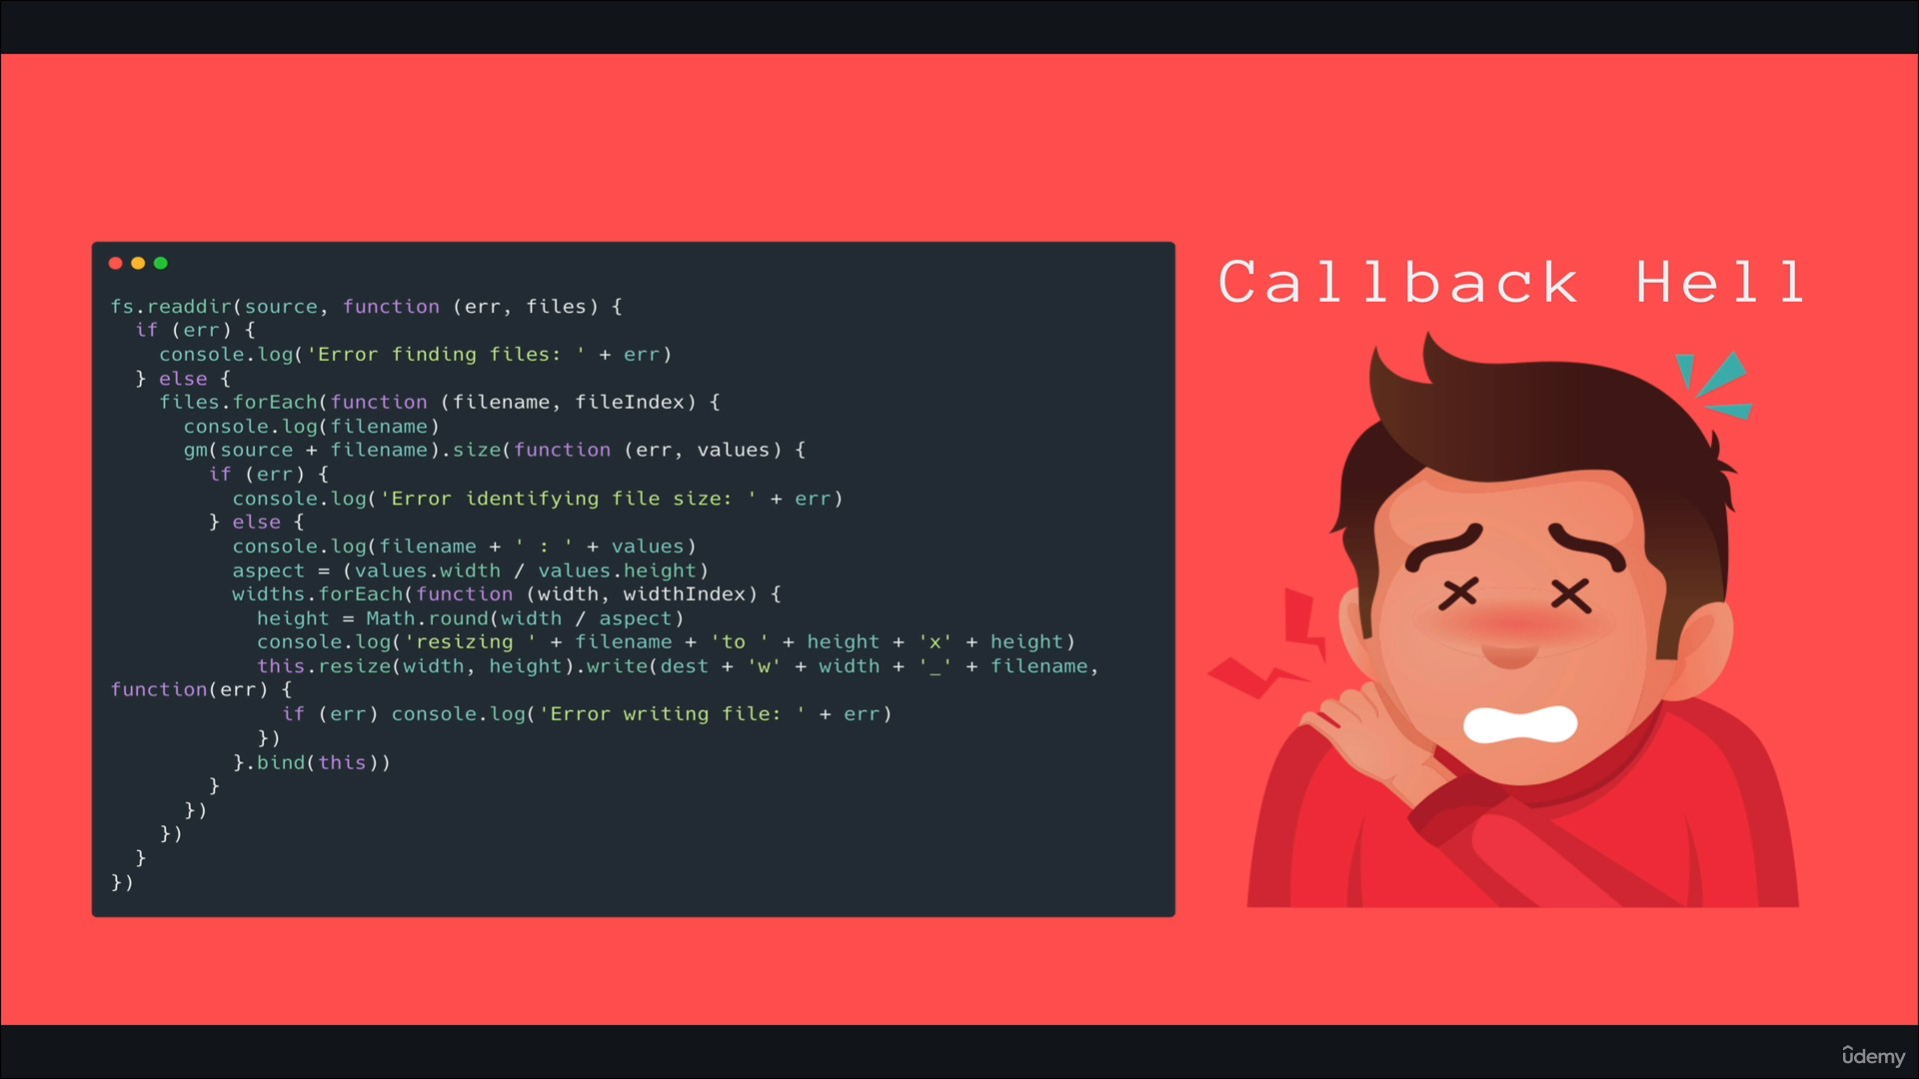 Callback Hell
fs.readdir(source, function (err, files) {
  if (err) {
    console.log('Error finding files: ' + err)
  } else {
    files.forEach(function (filename, fileIndex) {
      console.log(filename)
      gm(source + filename).size(function (err, values) {
        if (err) {
          console.log('Error identifying file size: ' + err)
        } else {
          console.log(filename + ' : ' + values)
          aspect = (values.width / values.height)
          widths.forEach(function (width, widthIndex) {
            height = Math.round(width / aspect)
            console.log('resizing ' + filename + 'to ' + height + 'x' + height)
            this.resize(width, height).write(dest + 'w' + width + '_' + filename,
function(err) {
              if (err) console.log('Error writing file: ' + err)
            })
          }.bind(this))
        }
      })
    })
  }
})
ûdemy